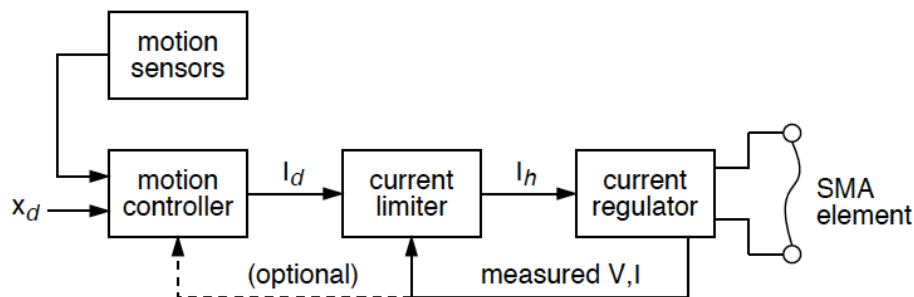 motion
sensors
x_d
motion
controller
I_d
current
limiter
I_h
current
regulator
SMA
element
(optional)
measured V,I